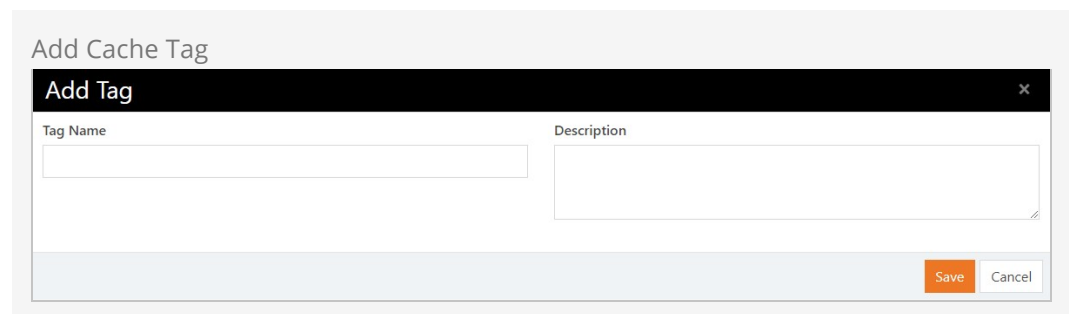 Add Cache Tag
Add Tag ×
Tag Name
Description
Save Cancel